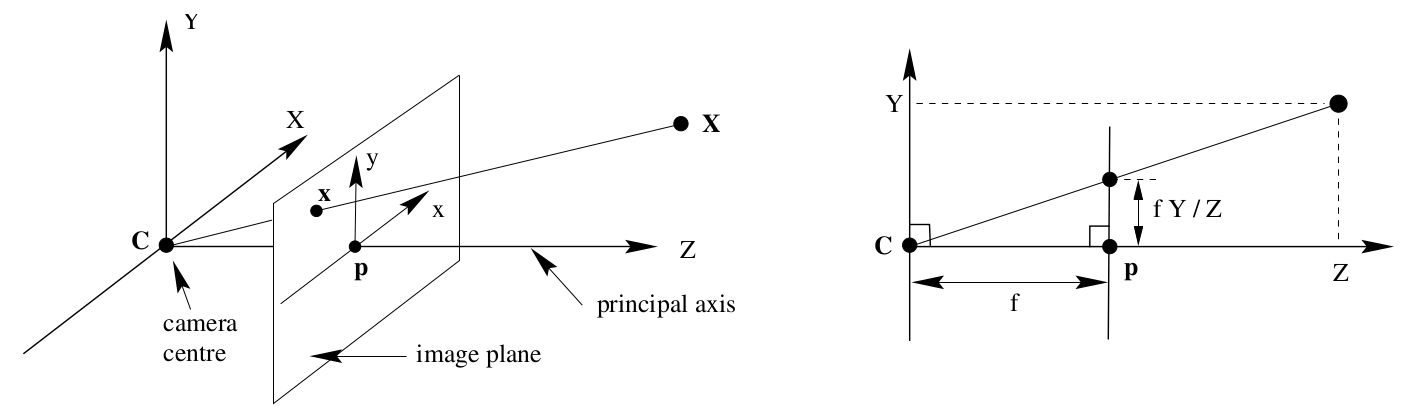 Y
X
X
y
x
x
C
Z
p
principal axis
camera
centre
image plane
Y
f Y / Z
C
p
Z
f